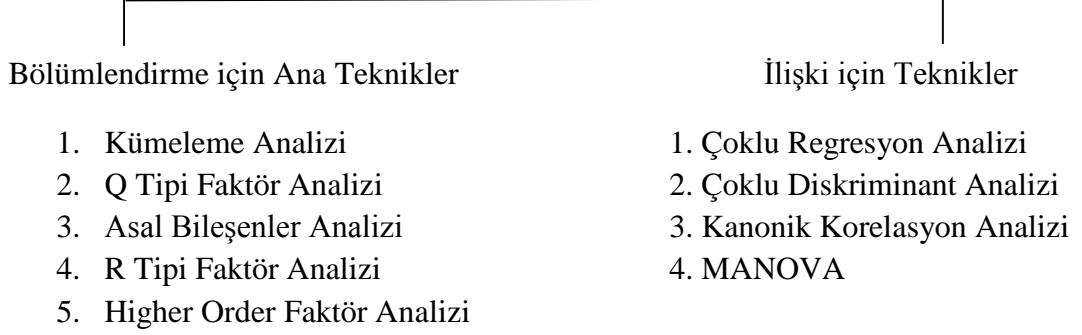 Bölümlendirme için Ana Teknikler
1. Kümeleme Analizi
2. Q Tipi Faktör Analizi
3. Asal Bileşenler Analizi
4. R Tipi Faktör Analizi
5. Higher Order Faktör Analizi
İlişki için Teknikler
1. Çoklu Regresyon Analizi
2. Çoklu Diskriminant Analizi
3. Kanonik Korelasyon Analizi
4. MANOVA